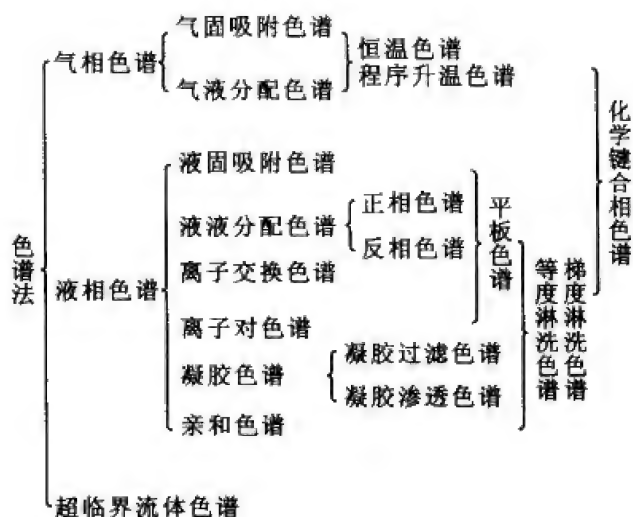 色谱法
气相色谱
气固吸附色谱
气液分配色谱
恒温色谱
程序升温色谱
液相色谱
液固吸附色谱
液液分配色谱
正相色谱
反相色谱
离子交换色谱
离子对色谱
凝胶色谱
凝胶过滤色谱
凝胶渗透色谱
亲和色谱
平板色谱
等度淋洗色谱
梯度淋洗色谱
化学键合相色谱
超临界流体色谱